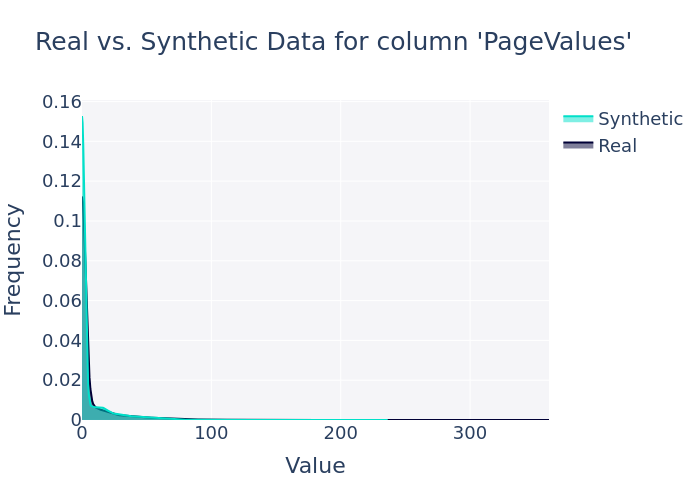 Real vs. Synthetic Data for column 'PageValues'
Synthetic
Real
Frequency
0.16
0.14
0.12
0.1
0.08
0.06
0.04
0.02
0
0 100 200 300
Value